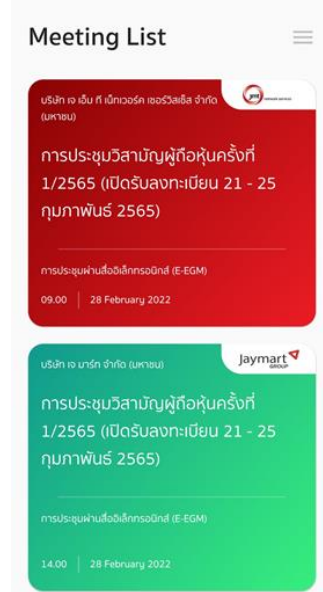 Meeting List
บริษัท เจ เอ็ม ที เน็ทเวอร์ค เซอร์วิสเซ็ส จำกัด
(มหาชน)
jmt
การประชุมวิสามัญผู้ถือหุ้นครั้งที่
1/2565 (เปิดรับลงทะเบียน 21 - 25
กุมภาพันธ์ 2565)
การประชุมผ่านสื่ออิเล็กทรอนิกส์ (E-EGM)
09.00 | 28 February 2022
บริษัท เจ มาร์ท จำกัด (มหาชน)
Jaymart
GROUP
การประชุมวิสามัญผู้ถือหุ้นครั้งที่
1/2565 (เปิดรับลงทะเบียน 21 - 25
กุมภาพันธ์ 2565)
การประชุมผ่านสื่ออิเล็กทรอนิกส์ (E-EGM)
14.00 | 28 February 2022